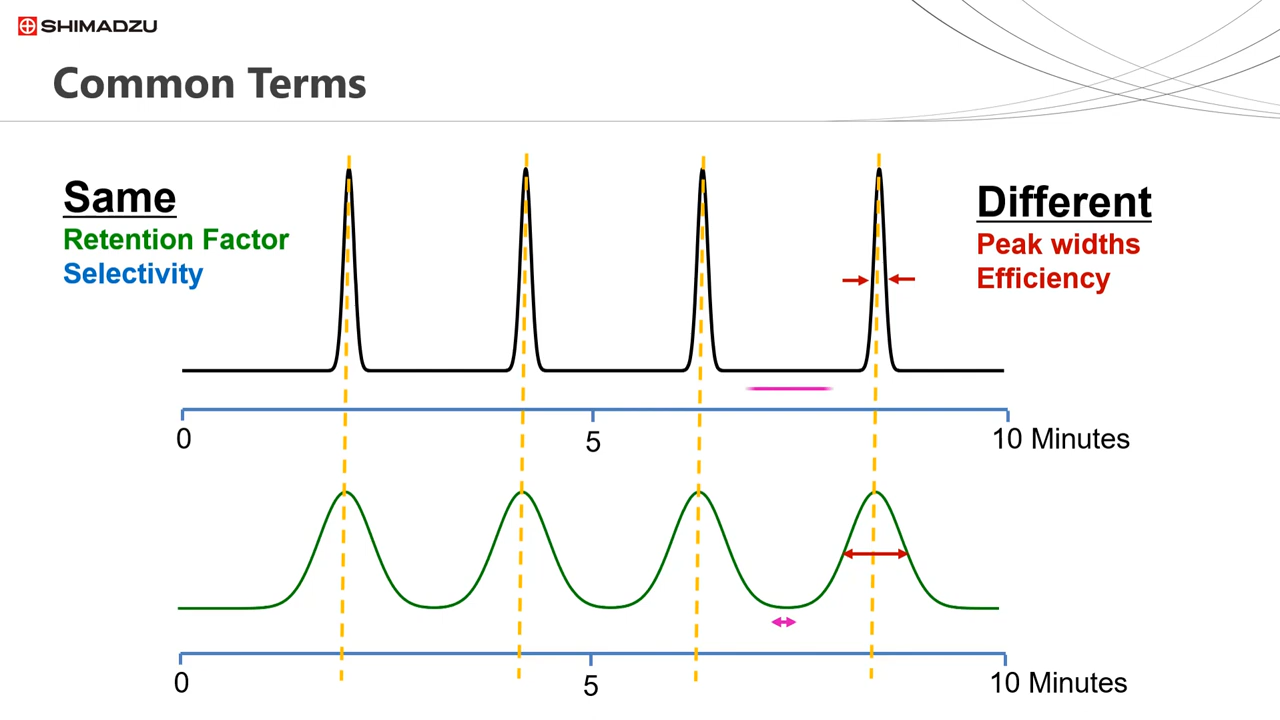 SHIMADZU
Common Terms
Same
Retention Factor
Selectivity
Different
Peak widths
Efficiency
0
5
10 Minutes
0
5
10 Minutes